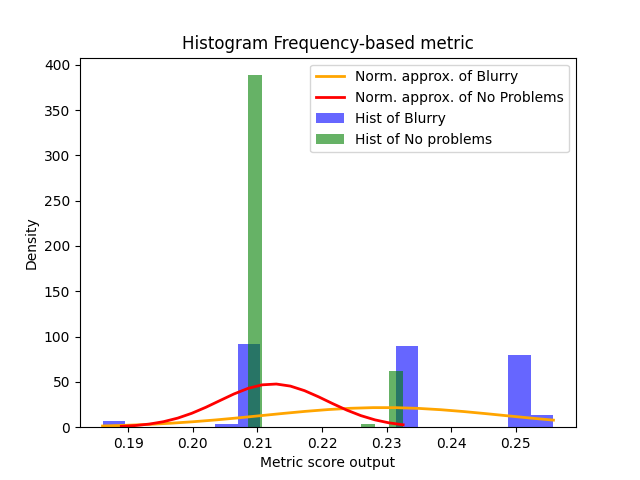 Histogram Frequency-based metric
Norm. approx. of Blurry
Norm. approx. of No Problems
Hist of Blurry
Hist of No problems
Density
400
350
300
250
200
150
100
50
0
0.19 0.20 0.21 0.22 0.23 0.24 0.25
Metric score output